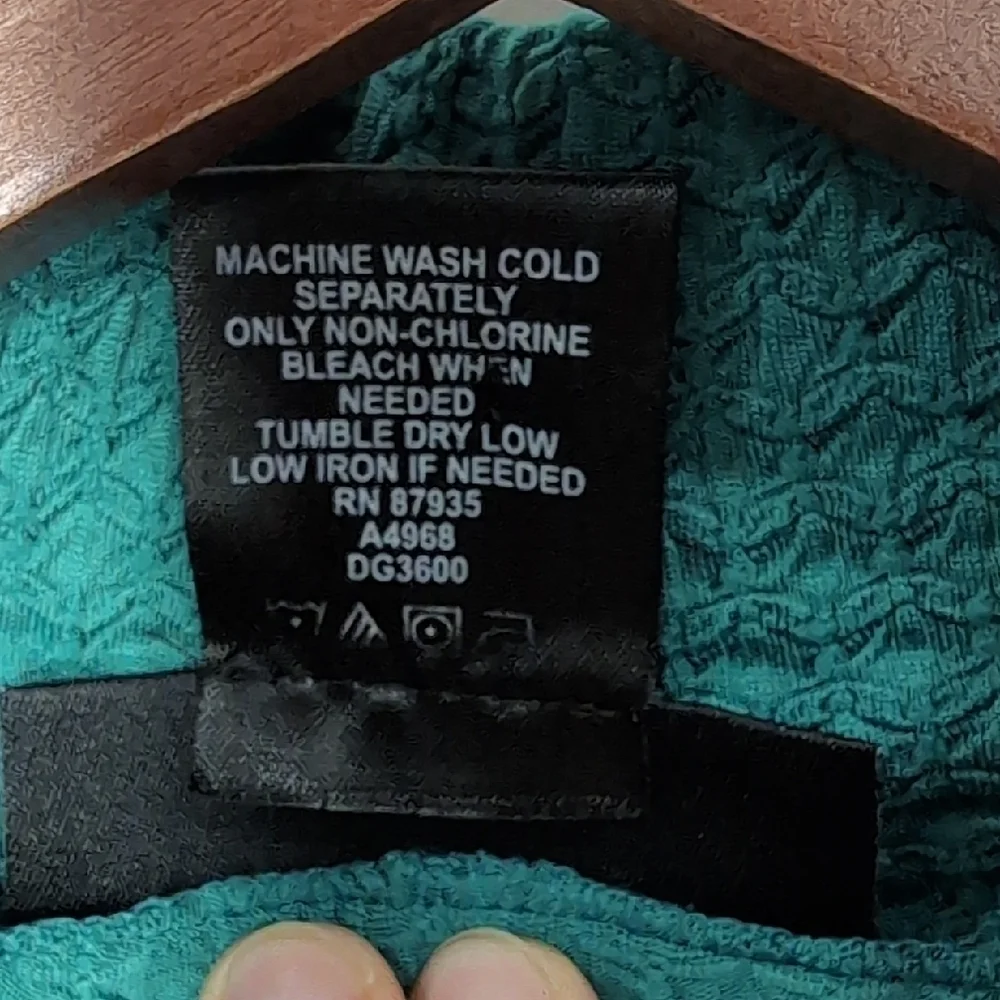 MACHINE WASH COLD
SEPARATELY
ONLY NON-CHLORINE
BLEACH WHEN
NEEDED
TUMBLE DRY LOW
LOW IRON IF NEEDED
RN 87935
A4968
DG3600